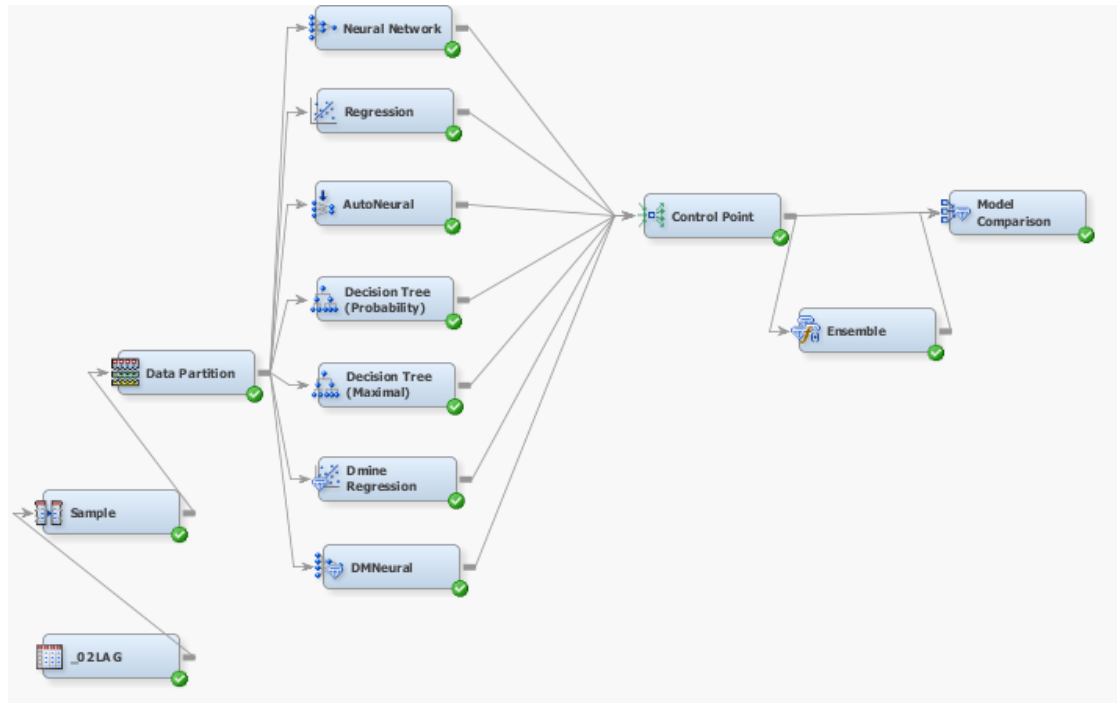 Neural Network
Regression
AutoNeural
Decision Tree
(Probability)
Decision Tree
(Maximal)
Dmine
Regression
DMNeural
Data Partition
Sample
_02LAG
Control Point
Model
Comparison
Ensemble